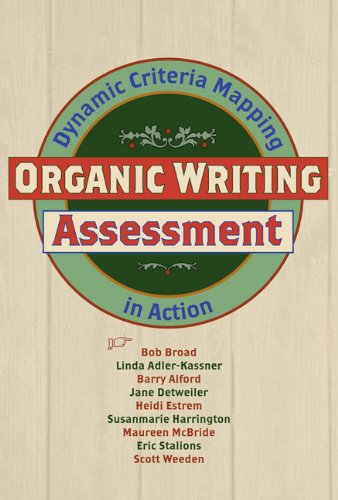 Dynamic Criteria Mapping
ORGANIC WRITING
Assessment
in Action
Bob Broad
Linda Adler-Kassner
Barry Alford
Jane Detweiler
Heidi Estrem
Susanmarie Harrington
Maureen McBride
Eric Stalions
Scott Weeden